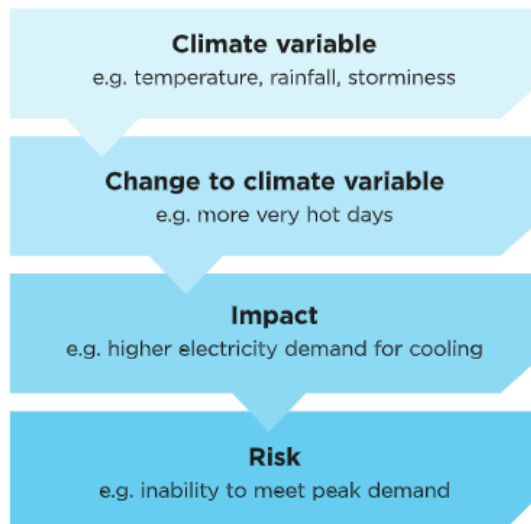 Climate variable
e.g. temperature, rainfall, storminess
Change to climate variable
e.g. more very hot days
Impact
e.g. higher electricity demand for cooling
Risk
e.g. inability to meet peak demand